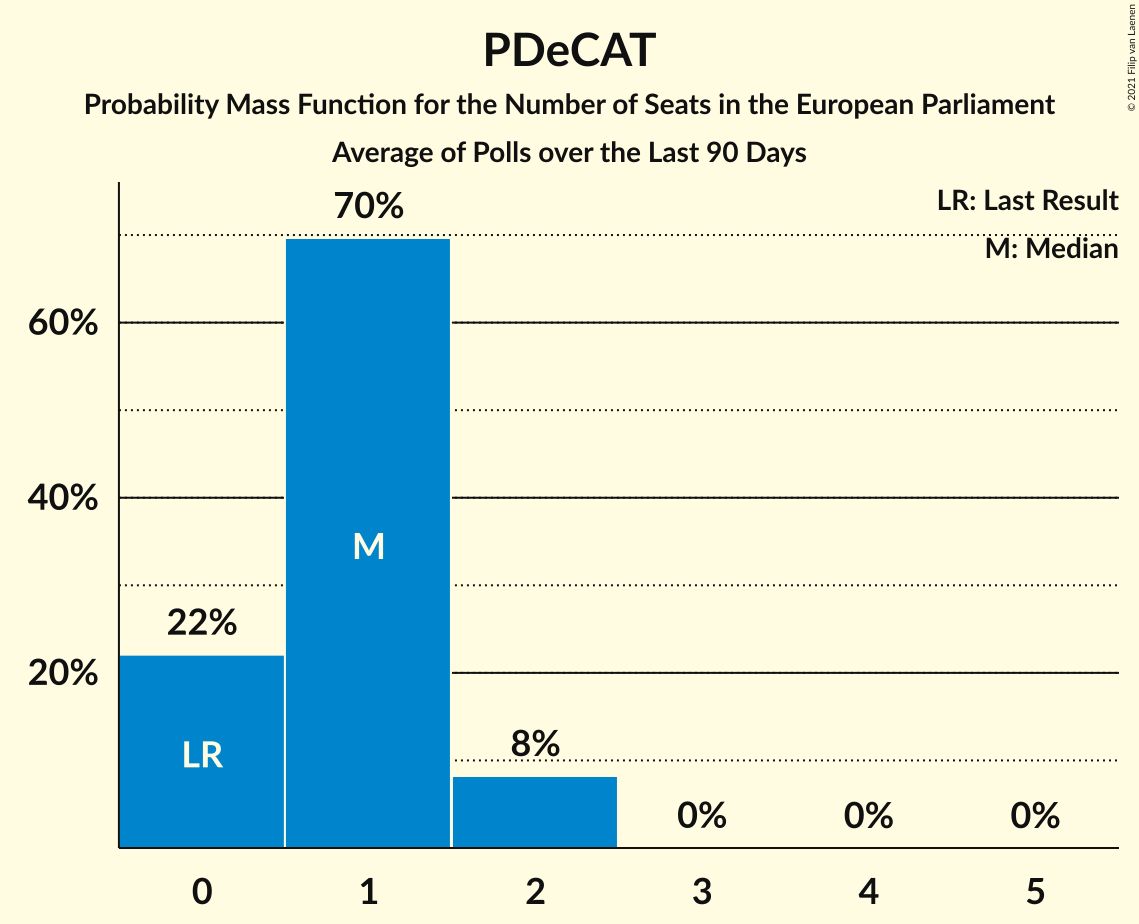 PDeCAT
Probability Mass Function for the Number of Seats in the European Parliament
Average of Polls over the Last 90 Days
© 2021 Filip van Laenen
LR: Last Result
M: Median
70%
60%
40%
20%
22%
8%
0%
0%
0%
M
LR
0
1
2
3
4
5